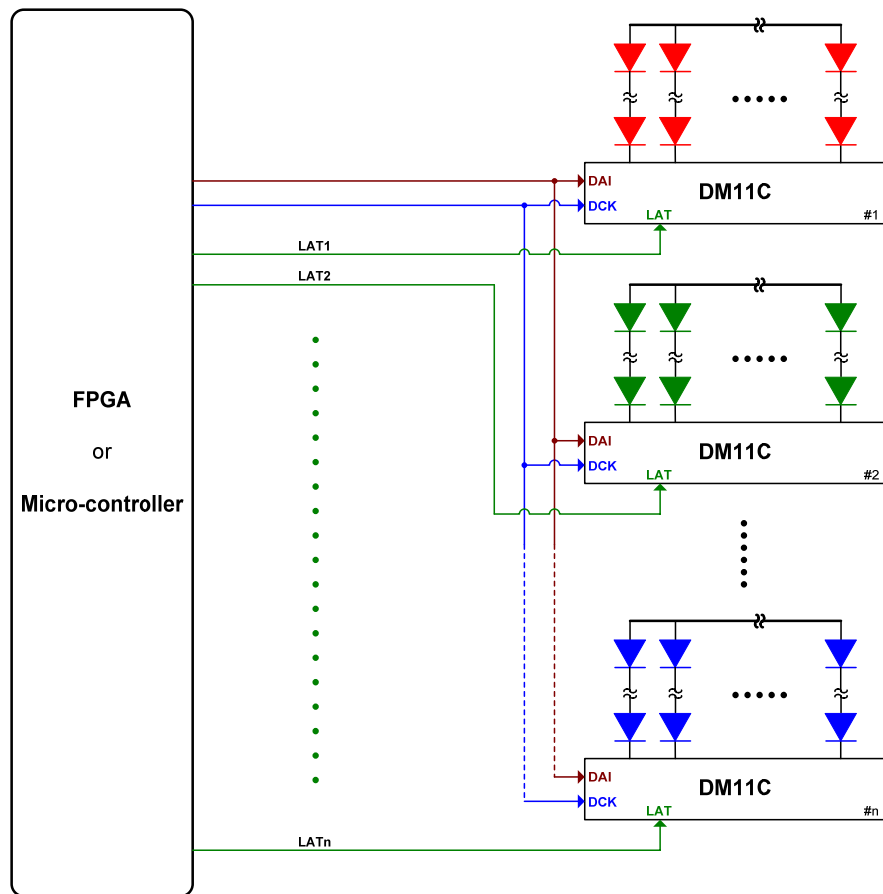 FPGA
or
Micro-controller
LAT1
LAT2
LATn
DAI
DCK
LAT
DM11C
#1
DAI
DCK
LAT
DM11C
#2
DAI
DCK
LAT
DM11C
#n